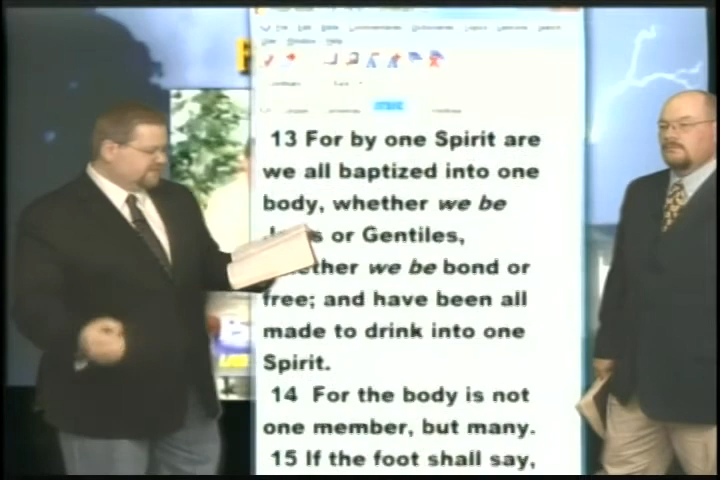 13 For by one Spirit are
we all baptized into one
body, whether we be
or Gentiles,
we be bond or
free; and have been all
made to drink into one
Spirit.
14 For the body is not
one member, but many.
15 If the foot shall say,